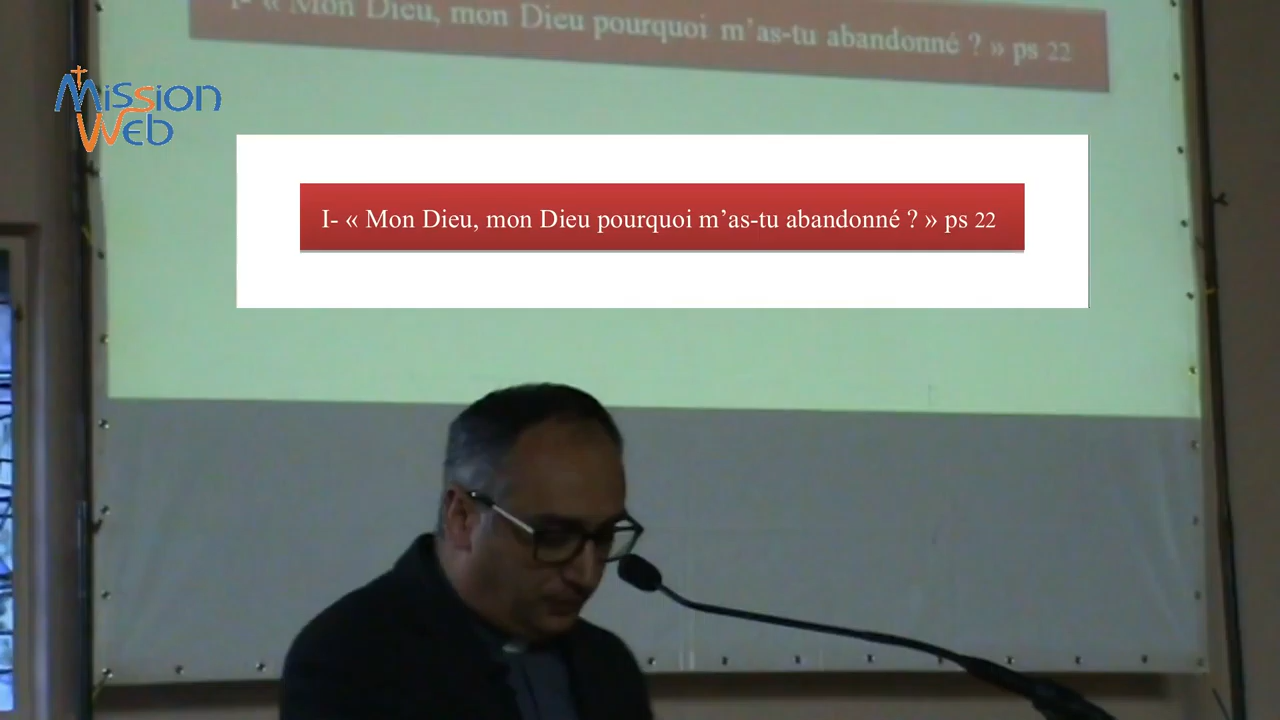 « Mon Dieu, mon Dieu pourquoi m'as-tu abandonné ? » ps 22
Mission
Web
I- « Mon Dieu, mon Dieu pourquoi m'as-tu abandonné ? » ps 22